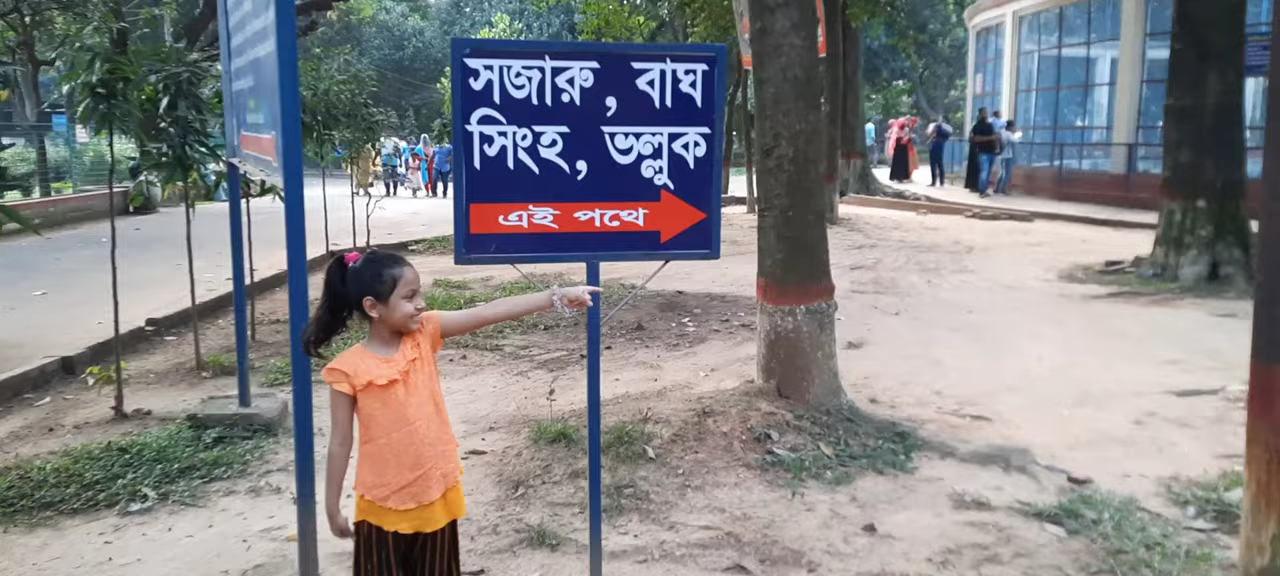 সজারু, বাঘ
সিংহ, ভল্লুক
এই পথে